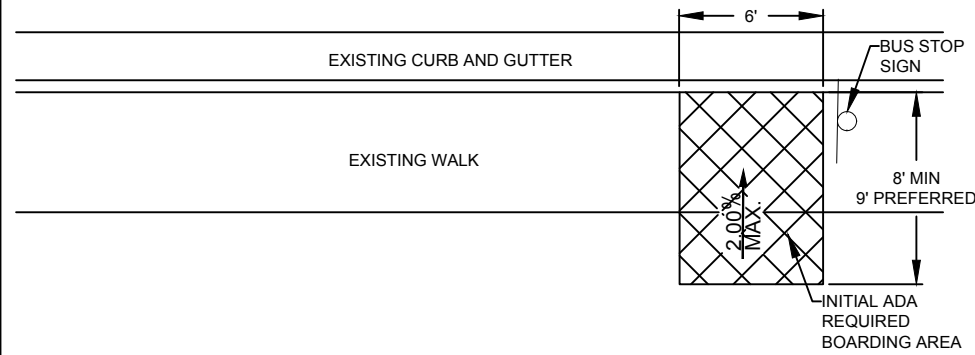 6'
EXISTING CURB AND GUTTER
BUS STOP
SIGN
EXISTING WALK
8' MIN
9' PREFERRED
2.00%
MAX.
INITIAL ADA
REQUIRED
BOARDING AREA